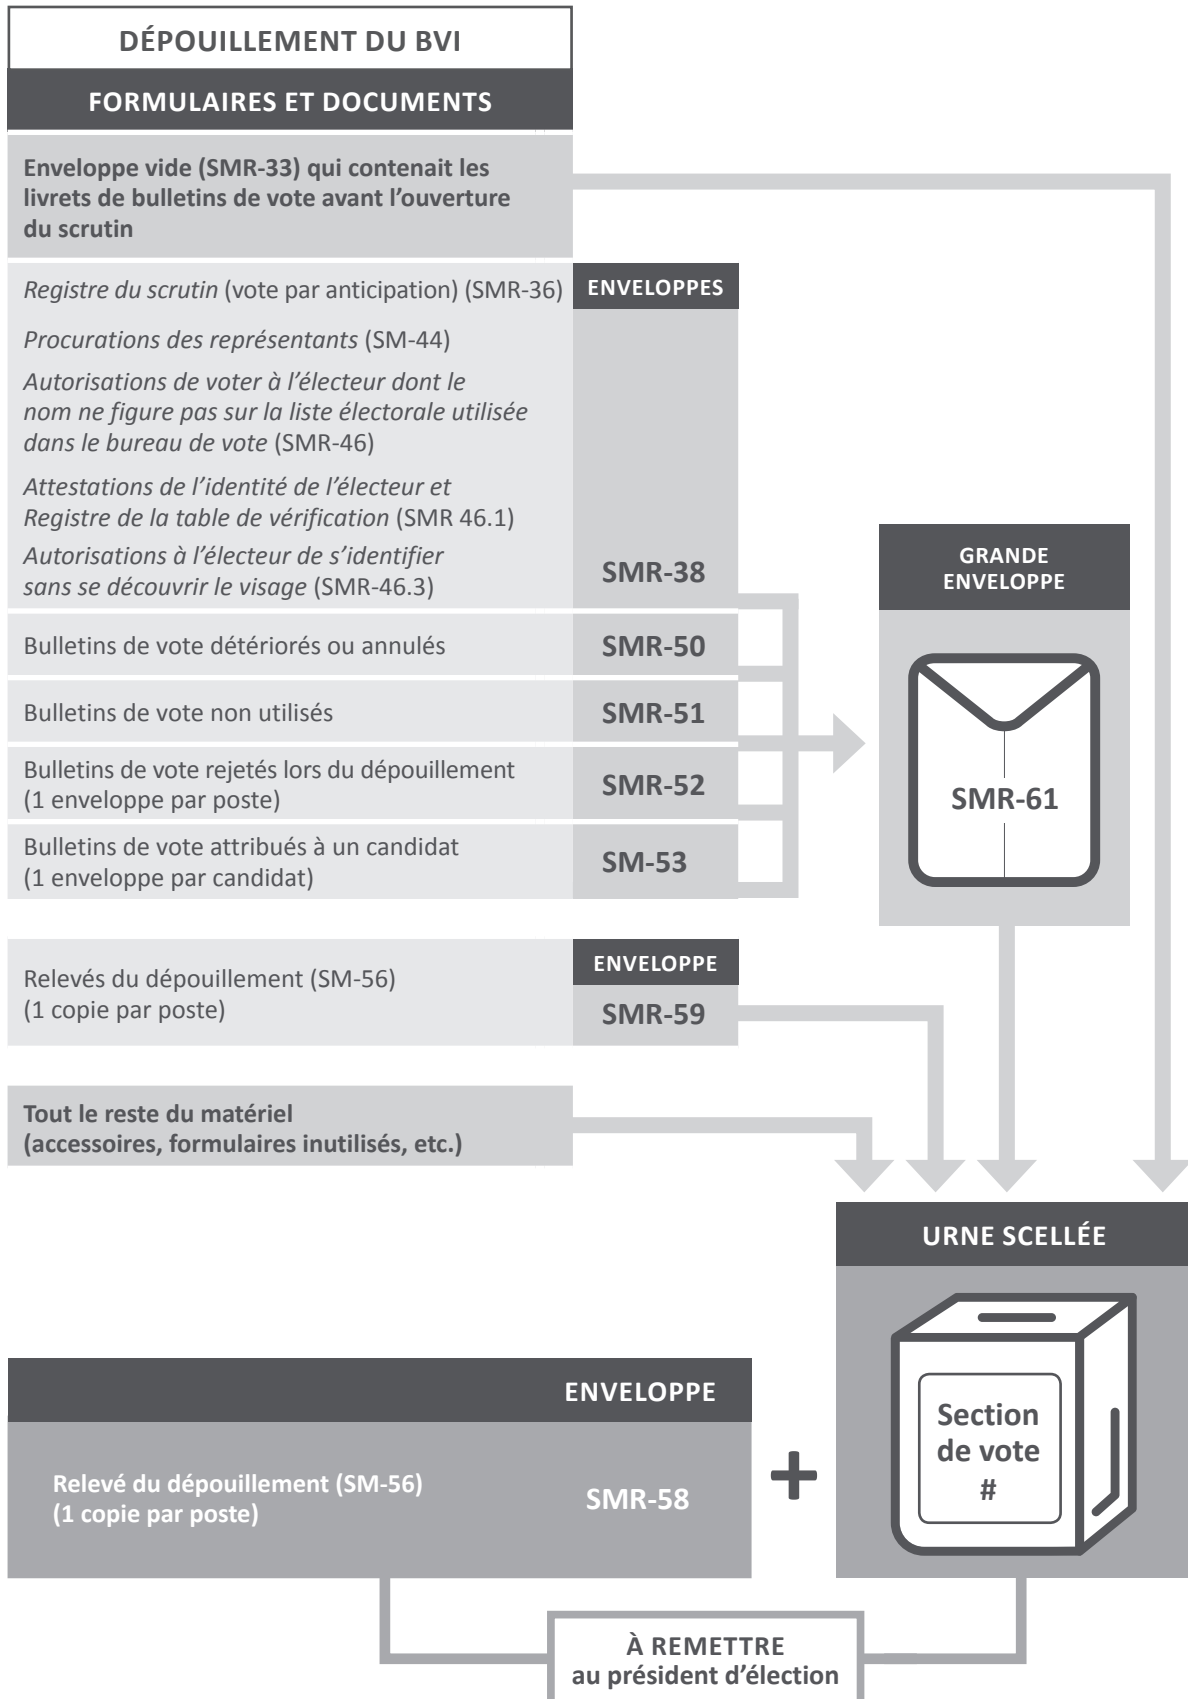 DÉPOUILLEMENT DU BVI
FORMULAIRES ET DOCUMENTS
Enveloppe vide (SMR-33) qui contenait les
livrets de bulletins de vote avant l’ouverture
du scrutin
Registre du scrutin (vote par anticipation) (SMR-36)
ENVELOPPES
Procurations des représentants (SM-44)
Autorisations de voter à l’électeur dont le
nom ne figure pas sur la liste électorale utilisée
dans le bureau de vote (SMR-46)
Attestations de l’identité de l’électeur et
Registre de la table de vérification (SMR 46.1)
Autorisations à l’électeur de s’identifier
sans se découvrir le visage (SMR-46.3)
SMR-38
Bulletins de vote détériorés ou annulés
SMR-50
Bulletins de vote non utilisés
SMR-51
Bulletins de vote rejetés lors du dépouillement
(1 enveloppe par poste)
SMR-52
Bulletins de vote attribués à un candidat
(1 enveloppe par candidat)
SM-53
GRANDE
ENVELOPPE
SMR-61
Relevés du dépouillement (SM-56)
(1 copie par poste)
ENVELOPPE
SMR-59
Tout le reste du matériel
(accessoires, formulaires inutilisés, etc.)
URNE SCELLÉE
Section
de vote
#
ENVELOPPE
Relevé du dépouillement (SM-56)
(1 copie par poste)
SMR-58
+
À REMETTRE
au président d’élection